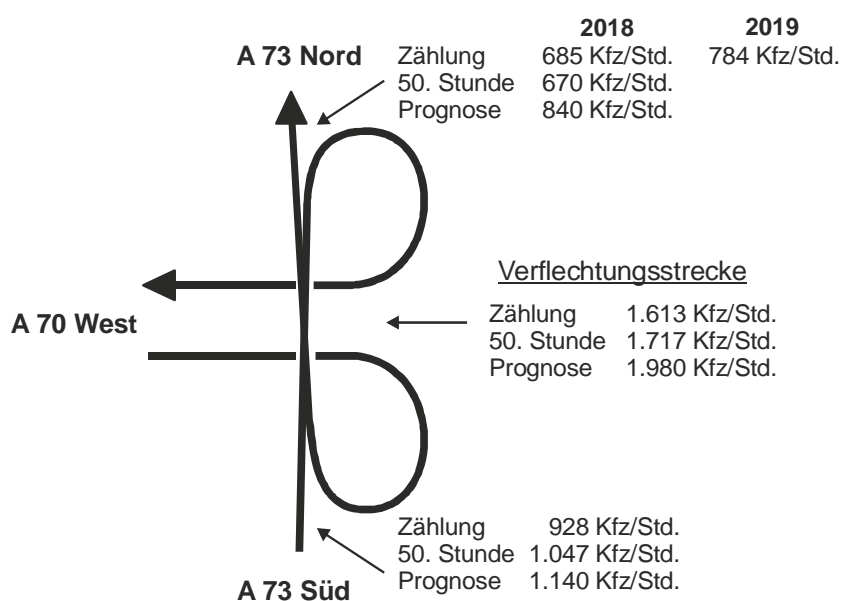 2018 2019
A 73 Nord Zählung 685 Kfz/Std. 784 Kfz/Std.
50. Stunde 670 Kfz/Std.
Prognose 840 Kfz/Std.
Verflechtungsstrecke
A 70 West Zählung 1.613 Kfz/Std.
50. Stunde 1.717 Kfz/Std.
Prognose 1.980 Kfz/Std.
Zählung 928 Kfz/Std.
50. Stunde 1.047 Kfz/Std.
A 73 Süd Prognose 1.140 Kfz/Std.